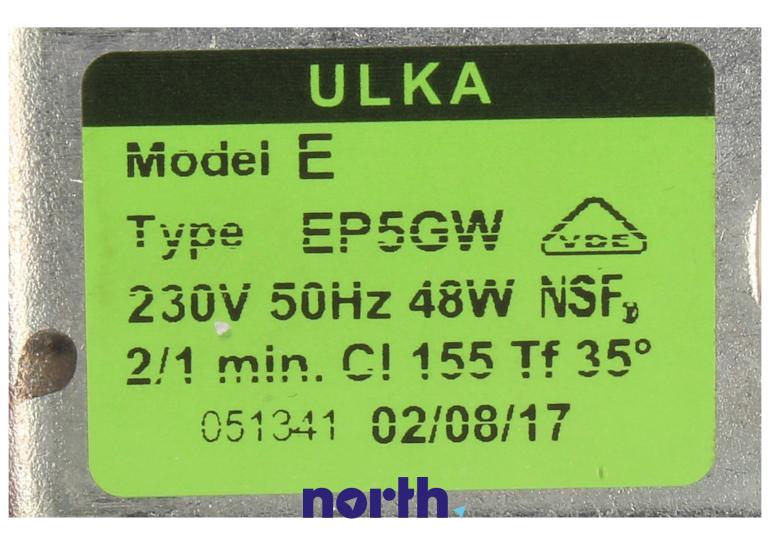 ULKA
Model E
Type EP5GW VDE
230V 50Hz 48W NSF
2/1 min. Cl 155 Tf 35°
051341 02/08/17
north